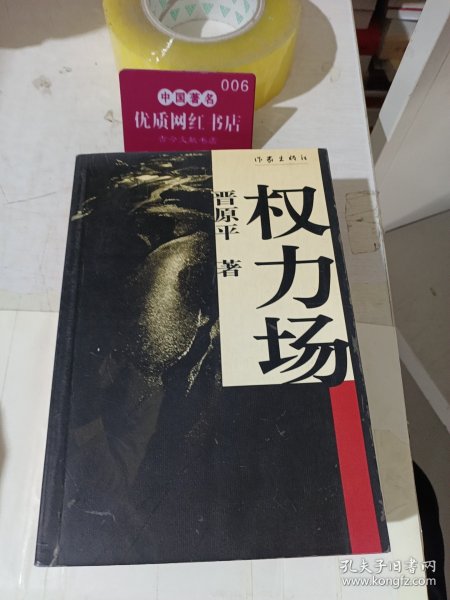 006
中国著名
优质网红书店
作家出版社
权力场
晋原平 著
孔夫子旧书网
www.kongfz.com